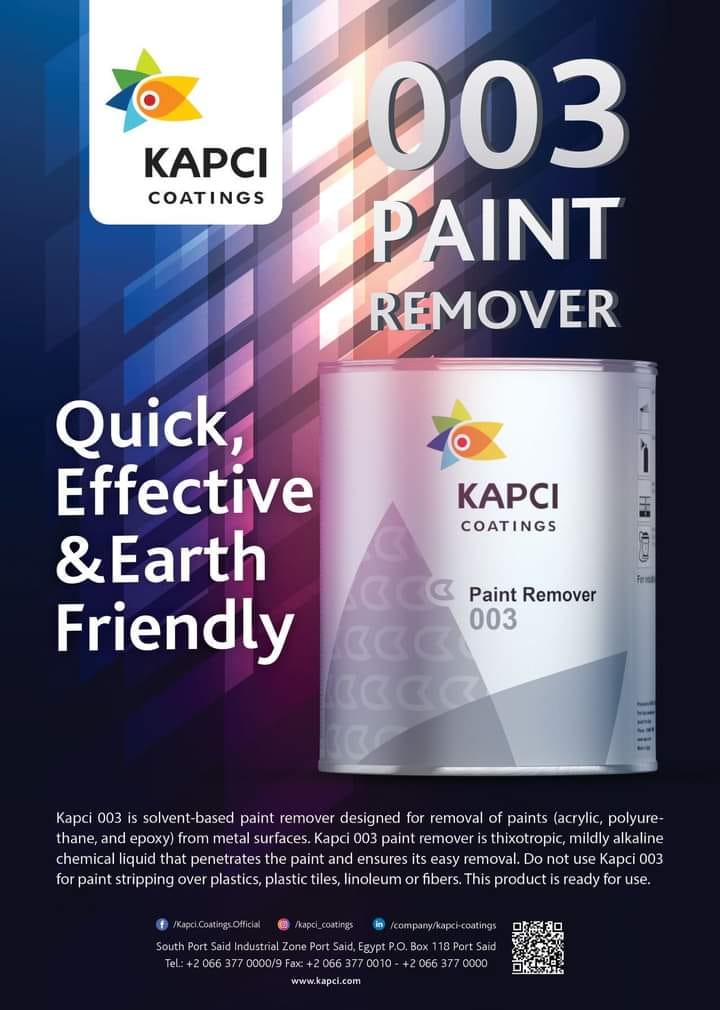 KAPCI
COATINGS
003
PAINT
REMOVER
Quick,
Effective
&Earth
Friendly
KAPCI
COATINGS
Paint Remover
003
Kapci 003 is solvent-based paint remover designed for removal of paints (acrylic, polyure-
thane, and epoxy) from metal surfaces. Kapci 003 paint remover is thixotropic, mildly alkaline
chemical liquid that penetrates the paint and ensures its easy removal. Do not use Kapci 003
for paint stripping over plastics, plastic tiles, linoleum or fibers. This product is ready for use.
/Kapci.Coatings.Official /kapci_coatings /company/kapci-coatings
South Port Said Industrial Zone Port Said, Egypt P.O. Box 118 Port Said
Tel.: +2 066 377 0000/9 Fax: +2 066 377 0010 - +2 066 377 0000
www.kapci.com